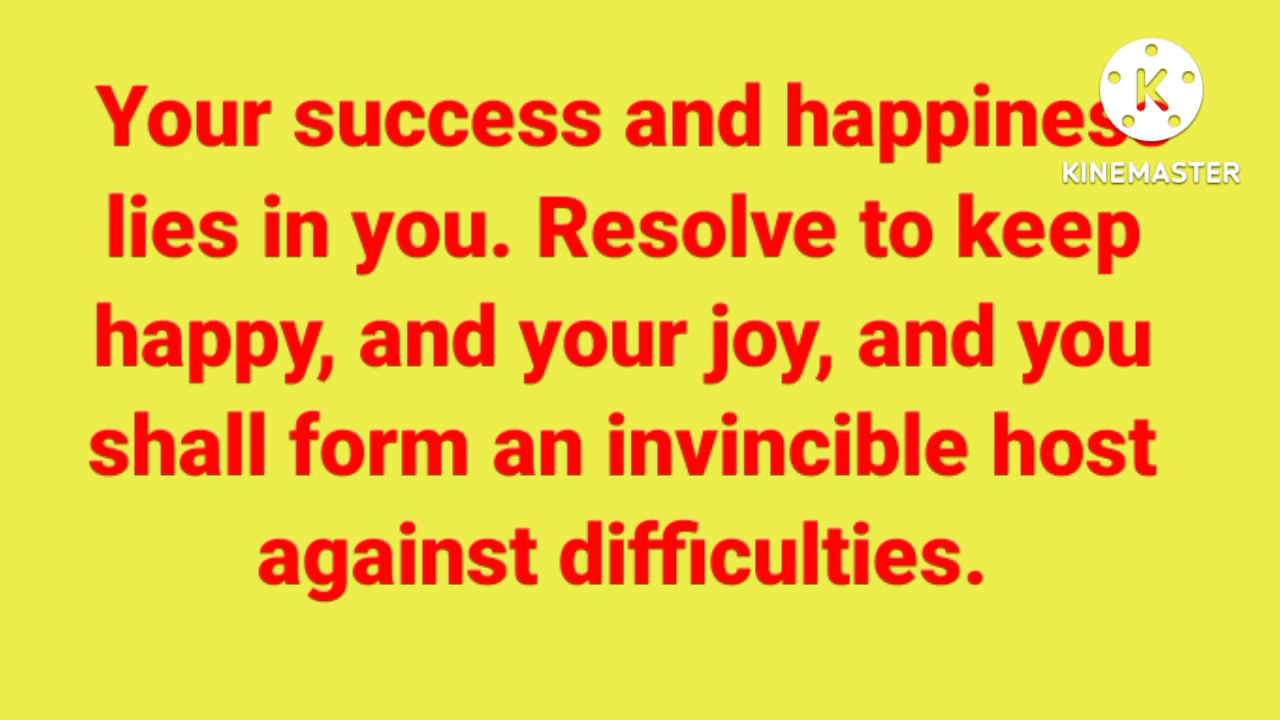 Your success and happiness
lies in you. Resolve to keep
happy, and your joy, and you
shall form an invincible host
against difficulties.
K
KINEMASTER